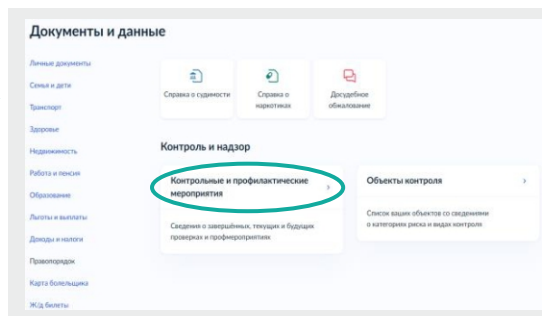 Документы и данные
Личные документы
Семья и дети
Транспорт
Здоровье
Недвижимость
Работа и пенсия
Образование
Льготы и выплаты
Доходы и налоги
Правопорядок
Карта болельщика
Ж/д билеты
Справка о судимости
Справка о
наркотиках
Досудебное
обжалование
Контроль и надзор
Контрольные и профилактические
мероприятия
Сведения о завершённых, текущих и будущих
проверках и профмероприятиях
Объекты контроля
Список ваших объектов со сведениями
о категориях риска и видах контроля